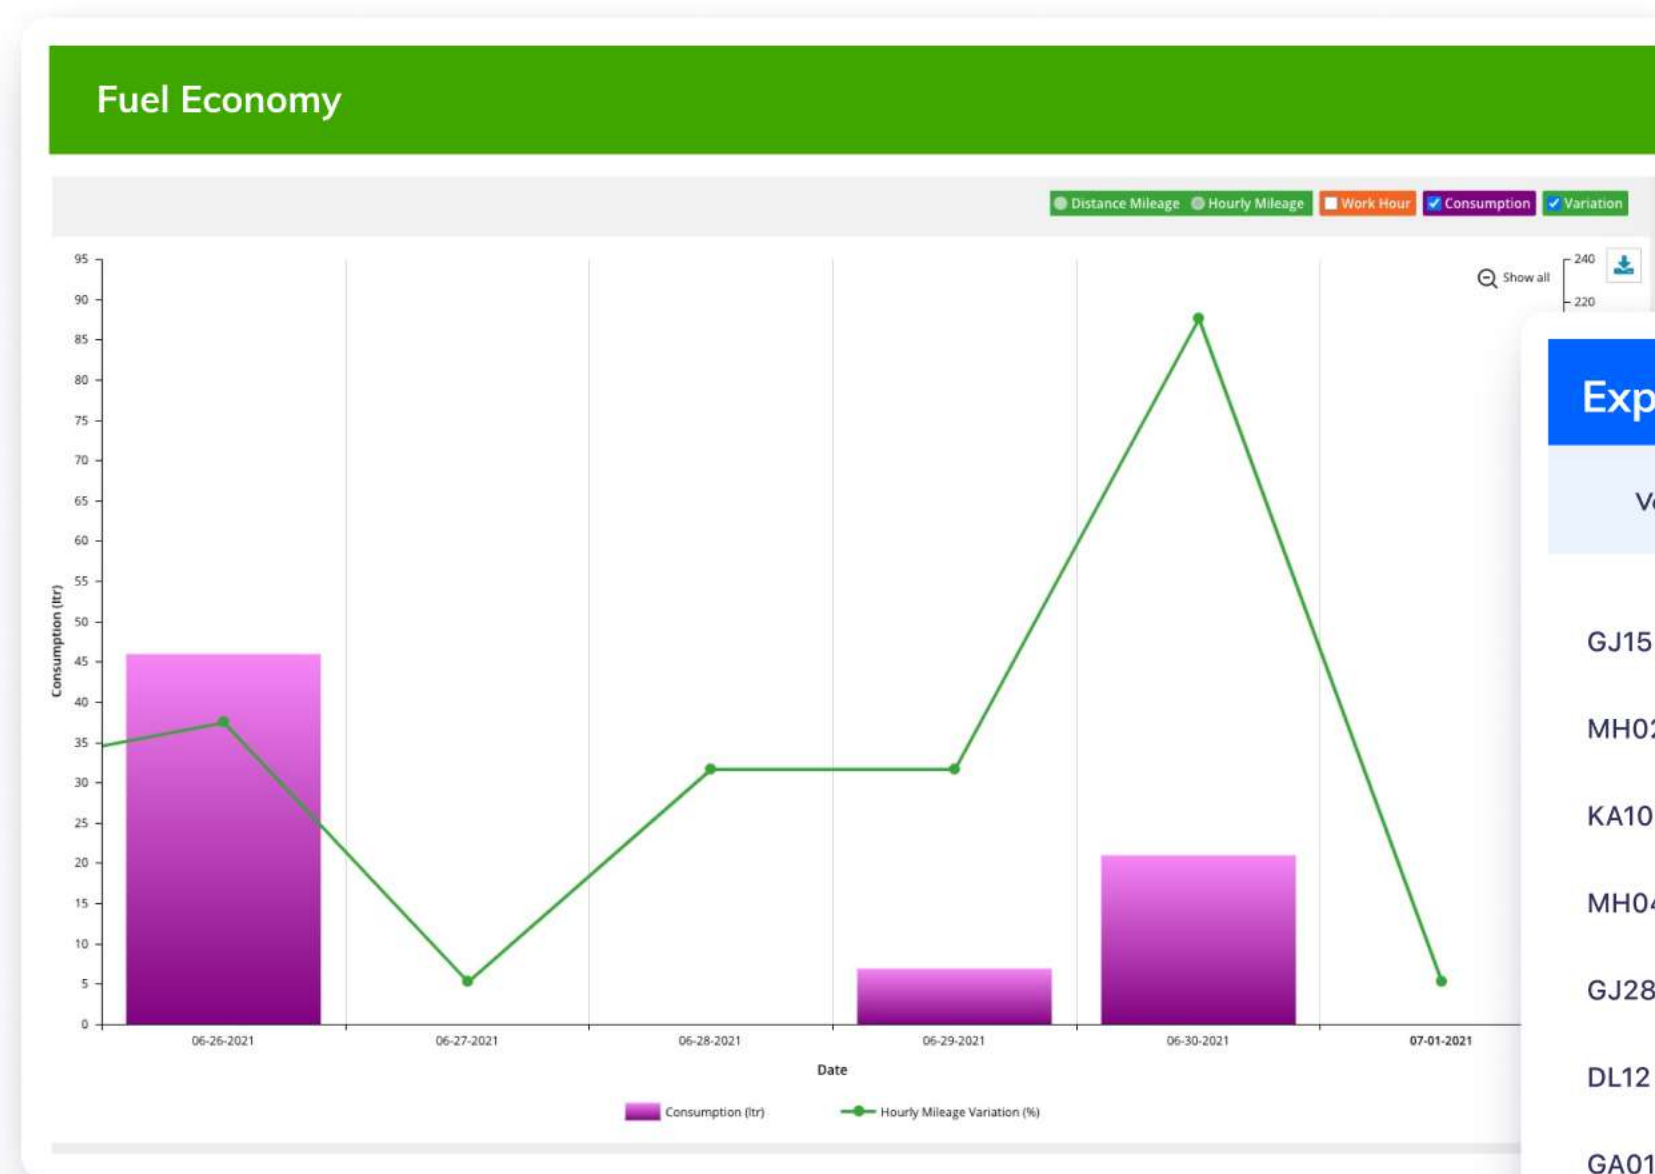 Fuel Economy
Distance Mileage Hourly Mileage Work Hour Consumption Variation
Show all
240
220
95
90
85
80
75
70
65
60
55
50
45
40
35
30
25
20
15
10
5
0
Consumption (ltr)
06-26-2021 06-27-2021 06-28-2021 06-29-2021 06-30-2021 07-01-2021
Date
Consumption (ltr) Hourly Mileage Variation (%)
GJ15
KA10
GJ28
DL12
GA01